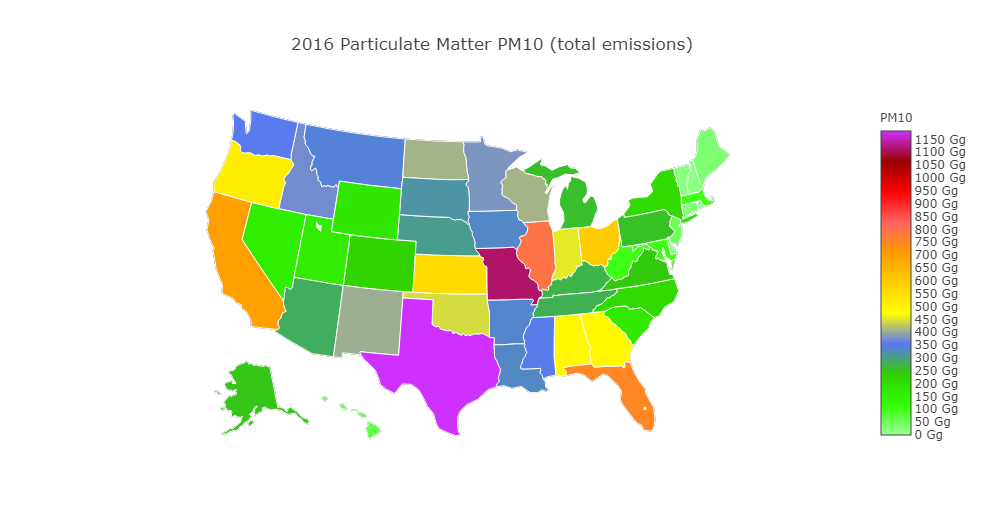 2016 Particulate Matter PM10 (total emissions)
PM10
1150 Gg
1100 Gg
1050 Gg
1000 Gg
950 Gg
900 Gg
850 Gg
800 Gg
750 Gg
700 Gg
650 Gg
600 Gg
550 Gg
500 Gg
450 Gg
400 Gg
350 Gg
300 Gg
250 Gg
200 Gg
150 Gg
100 Gg
50 Gg
0 Gg